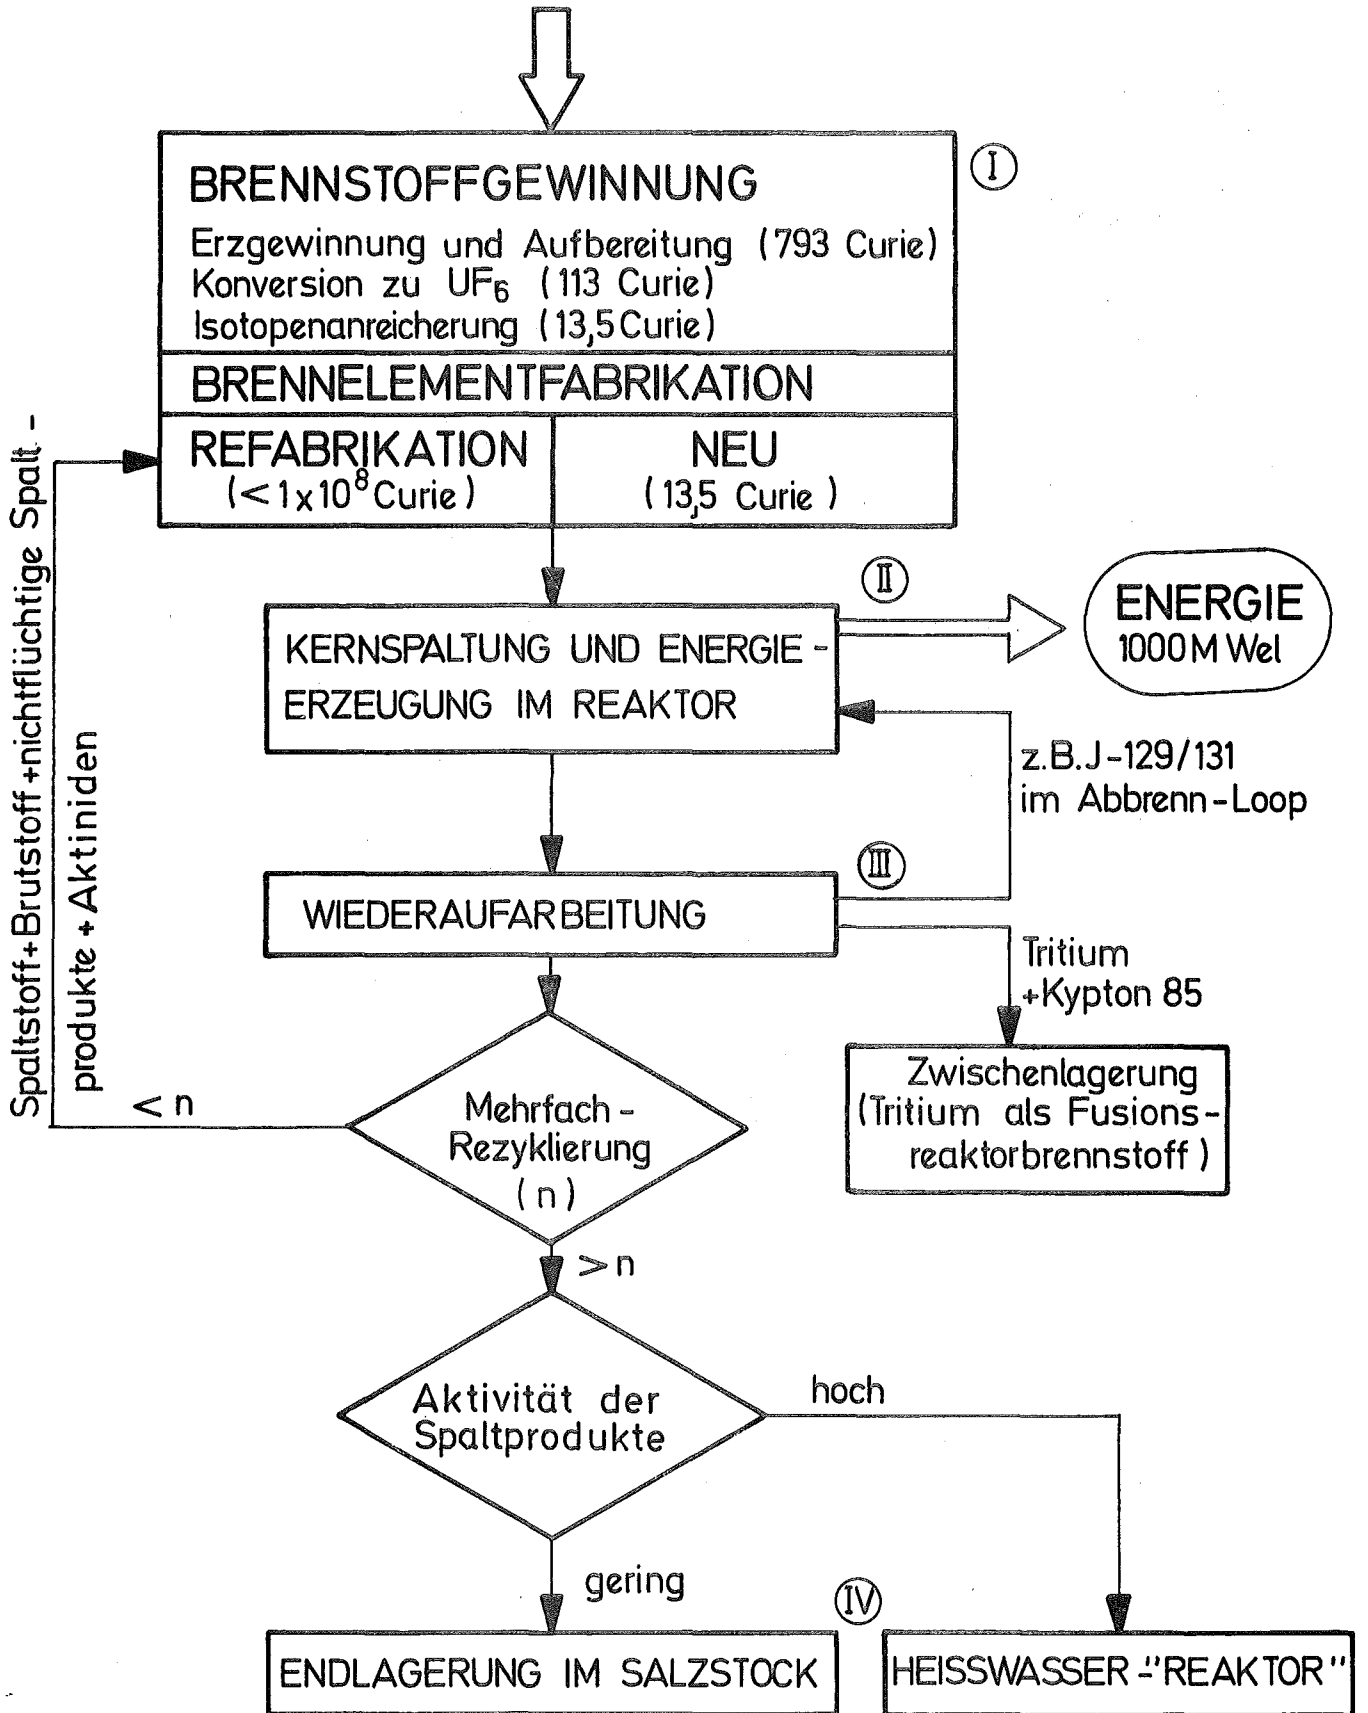 I
BRENNSTOFFGEWINNUNG
Erzgewinnung und Aufbereitung (793 Curie)
Konversion zu UF₆ (113 Curie)
Isotopenanreicherung (13,5 Curie)
BRENNELEMENTFABRIKATION
REFABRIKATION
(< 1x10⁸ Curie)
NEU
(13,5 Curie)
Spaltstoff+Brutstoff+nichtflüchtige Spalt-
produkte + Aktiniden
II
KERNSPALTUNG UND ENERGIE-
ERZEUGUNG IM REAKTOR
ENERGIE
1000 M Wel
z.B. J-129/131
im Abbrenn-Loop
III
WIEDERAUFARBEITUNG
Tritium
+Kypton 85
Zwischenlagerung
(Tritium als Fusions-
reaktorbrennstoff)
< n
Mehrfach-
Rezyklierung
(n)
> n
Aktivität der
Spaltprodukte
hoch
gering
IV
ENDLAGERUNG IM SALZSTOCK
HEISSWASSER-"REAKTOR"